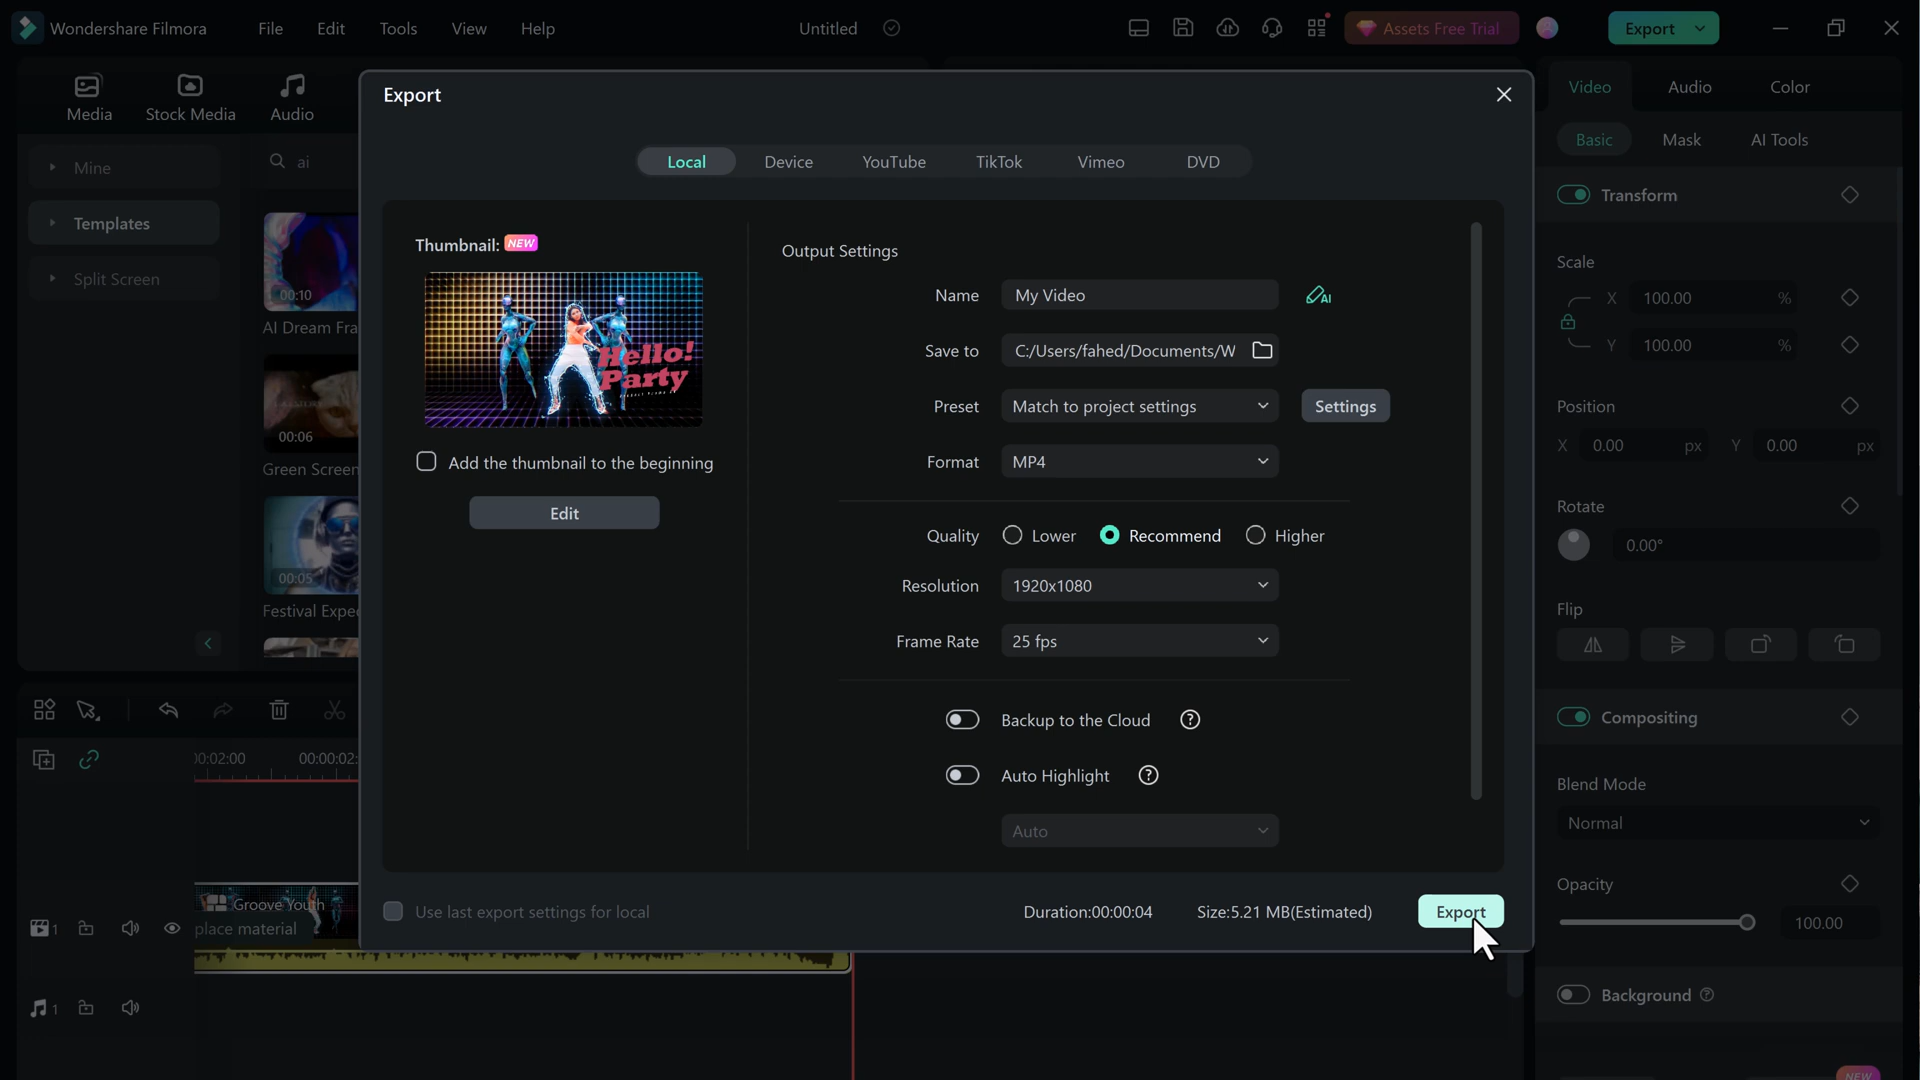 Wondershare Filmora
File
Edit
Tools
View
Help
Untitled
Assets Free Trial
Export
Media
Stock Media
Audio
Mine
Templates
Split Screen
ai
00:10
AI Dream Fra
00:06
Green Screen
00:05
Festival Expe
Export
Local
Device
YouTube
TikTok
Vimeo
DVD
Thumbnail: NEW
Hello!
Party
Add the thumbnail to the beginning
Edit
Output Settings
Name
My Video
AI
Save to
C:/Users/fahed/Documents/W
Preset
Match to project settings
Settings
Format
MP4
Quality
Lower
Recommend
Higher
Resolution
1920x1080
Frame Rate
25 fps
Backup to the Cloud
Auto Highlight
Auto
Use last export settings for local
Duration:00:00:04
Size:5.21 MB(Estimated)
Export
Video
Audio
Color
Basic
Mask
AI Tools
Transform
Scale
X 100.00 %
Y 100.00 %
Position
X 0.00 px Y 0.00 px
Rotate
0.00°
Flip
Compositing
Blend Mode
Normal
Opacity
100.00
Background
NEW
00:02:00
00:00:02:
1
Groove Youth
place material
1